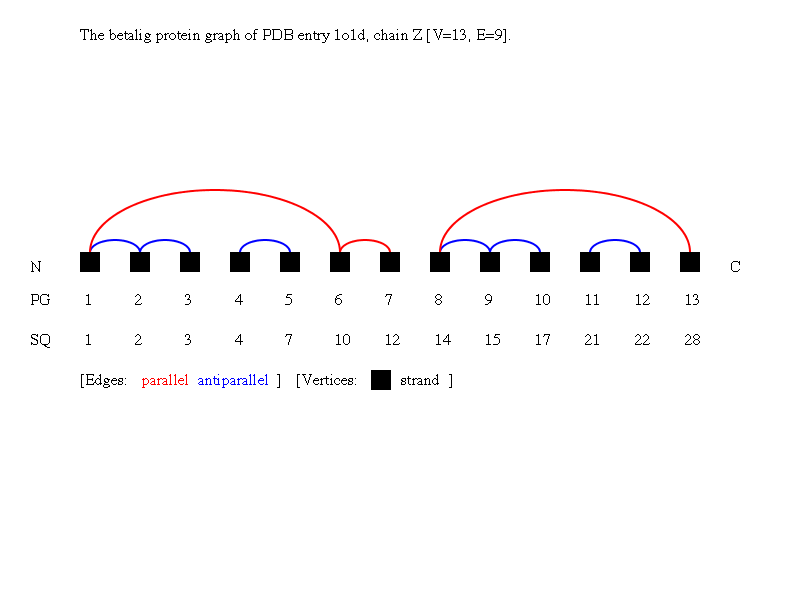 The betalig protein graph of PDB entry 1o1d, chain Z [V=13, E=9].
N C
PG 1 2 3 4 5 6 7 8 9 10 11 12 13
SQ 1 2 3 4 7 10 12 14 15 17 21 22 28
[Edges: parallel antiparallel ] [Vertices: strand ]